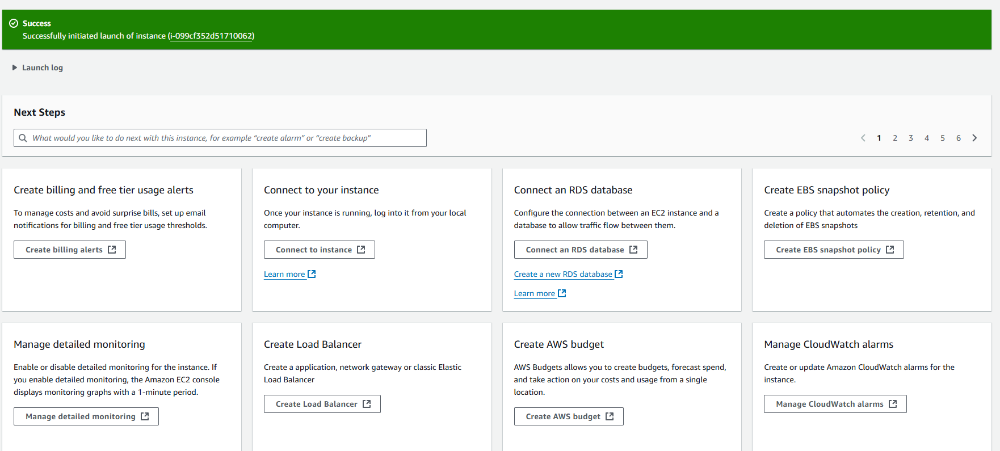 Success
Successfully initiated launch of instance (i-099cf352d51710062)
Launch log
Next Steps
What would you like to do next with this instance, for example “create alarm” or “create backup”
1 2 3 4 5 6
Create billing and free tier usage alerts
To manage costs and avoid surprise bills, set up email
notifications for billing and free tier usage thresholds.
Create billing alerts
Connect to your instance
Once your instance is running, log into it from your local
computer.
Connect to instance
Learn more
Connect an RDS database
Configure the connection between an EC2 instance and a
database to allow traffic flow between them.
Connect an RDS database
Create a new RDS database
Learn more
Create EBS snapshot policy
Create a policy that automates the creation, retention, and
deletion of EBS snapshots
Create EBS snapshot policy
Manage detailed monitoring
Enable or disable detailed monitoring for the instance. If
you enable detailed monitoring, the Amazon EC2 console
displays monitoring graphs with a 1-minute period.
Manage detailed monitoring
Create Load Balancer
Create a application, network gateway or classic Elastic
Load Balancer
Create Load Balancer
Create AWS budget
AWS Budgets allows you to create budgets, forecast spend,
and take action on your costs and usage from a single
location.
Create AWS budget
Manage CloudWatch alarms
Create or update Amazon CloudWatch alarms for the
instance.
Manage CloudWatch alarms